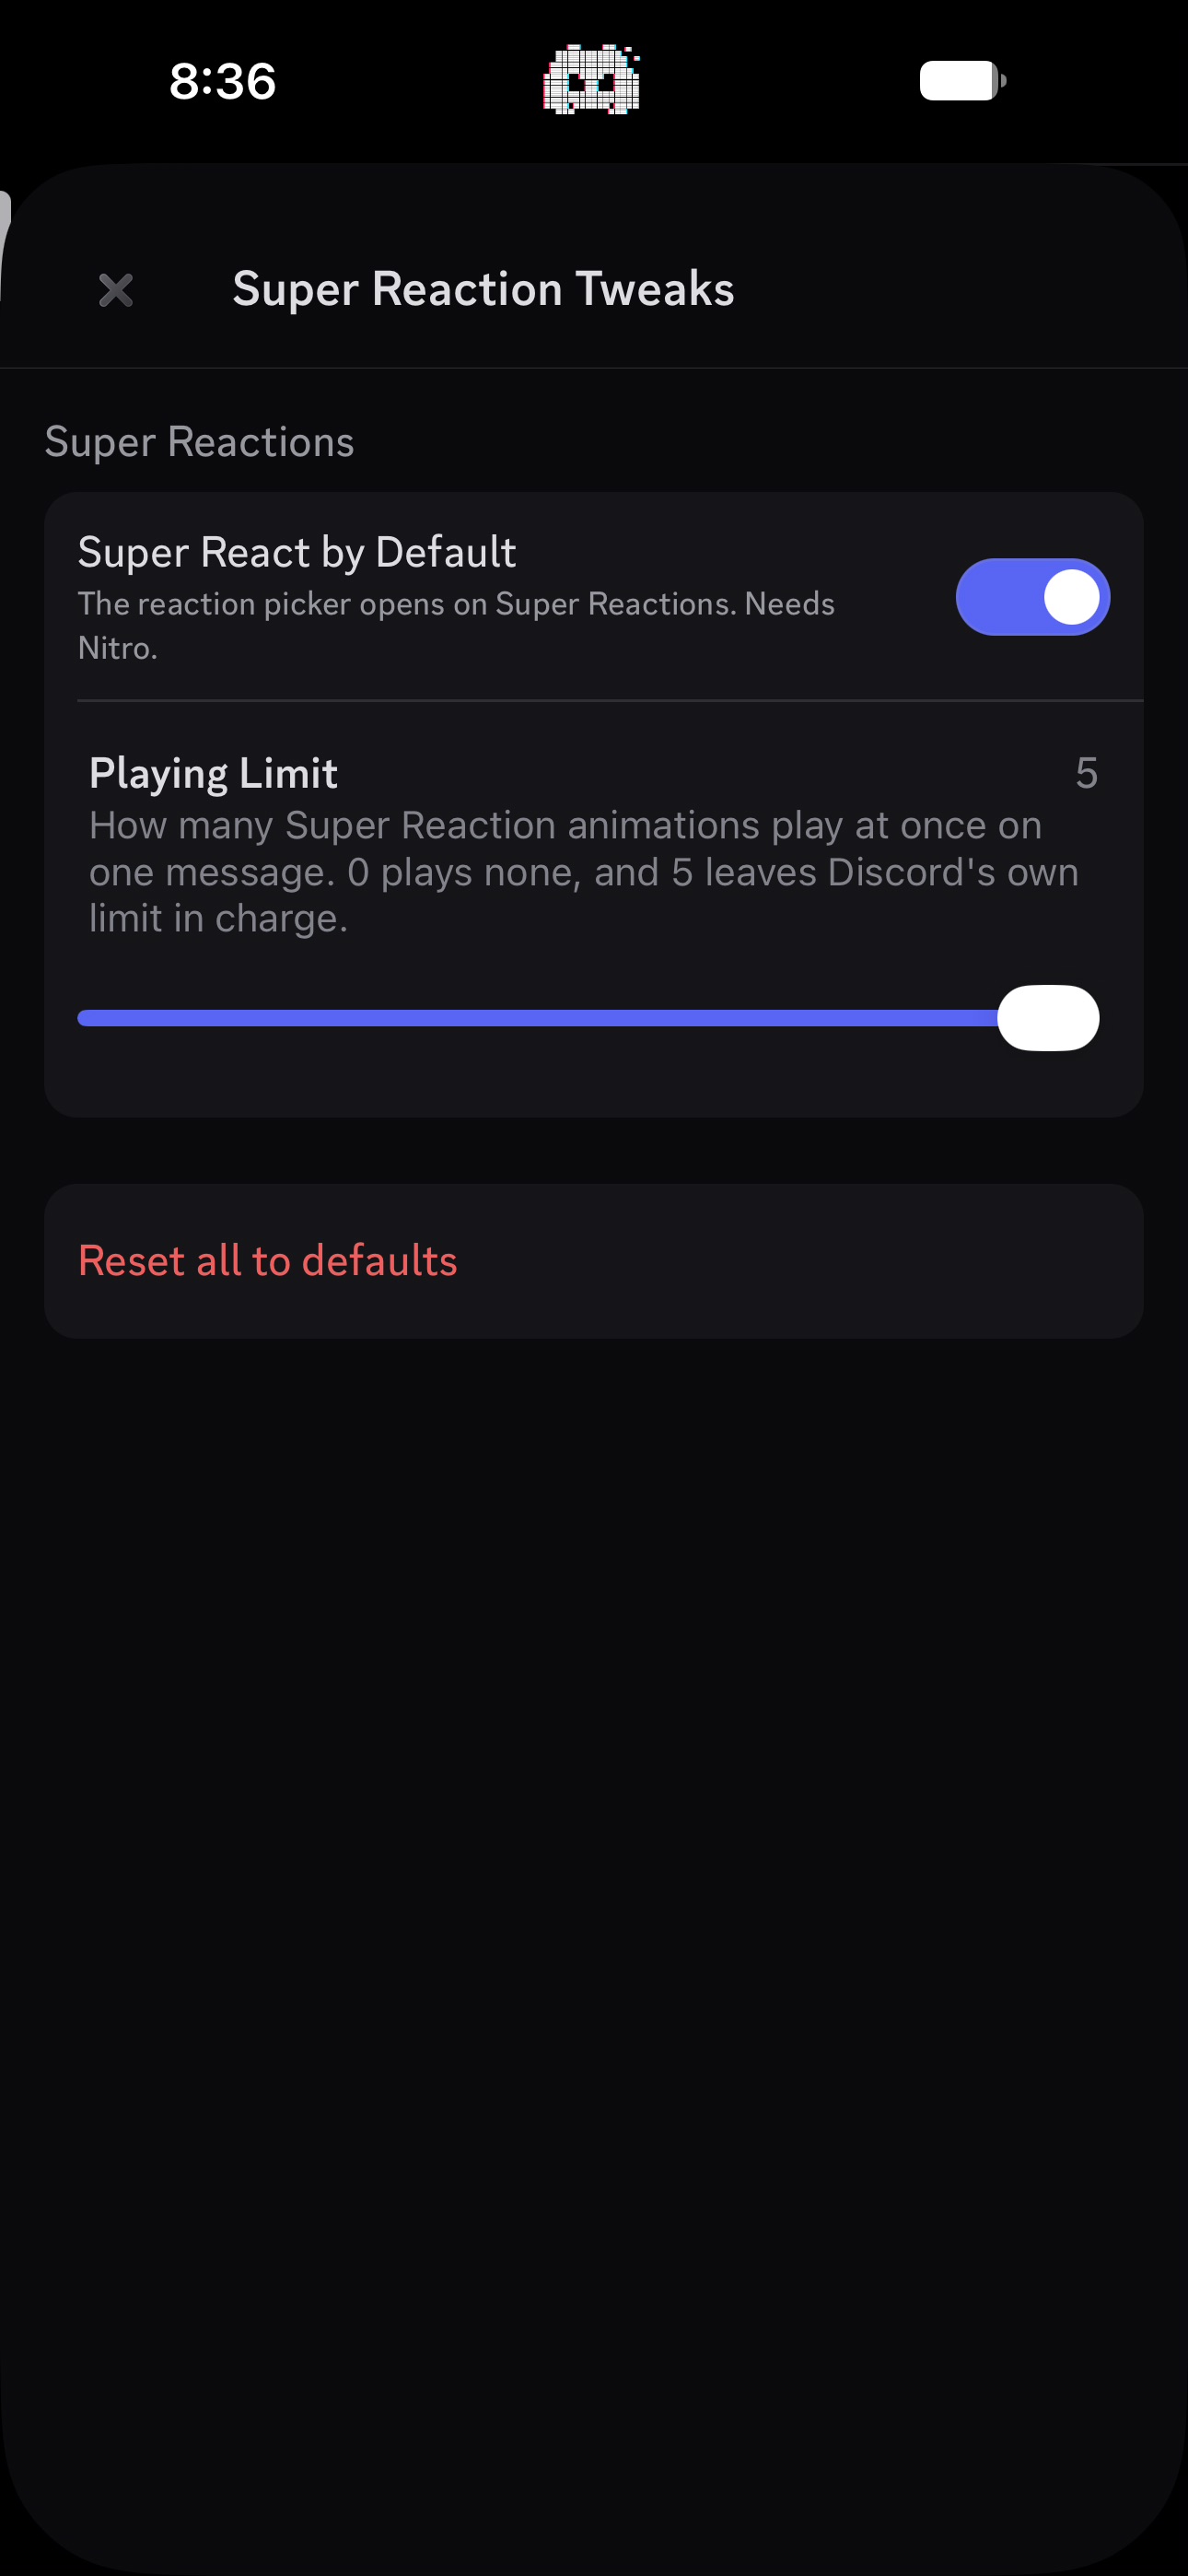 8:36
Super Reaction Tweaks
Super Reactions
Super React by Default
The reaction picker opens on Super Reactions. Needs
Nitro.
Playing Limit
5
How many Super Reaction animations play at once on
one message. 0 plays none, and 5 leaves Discord's own
limit in charge.
Reset all to defaults